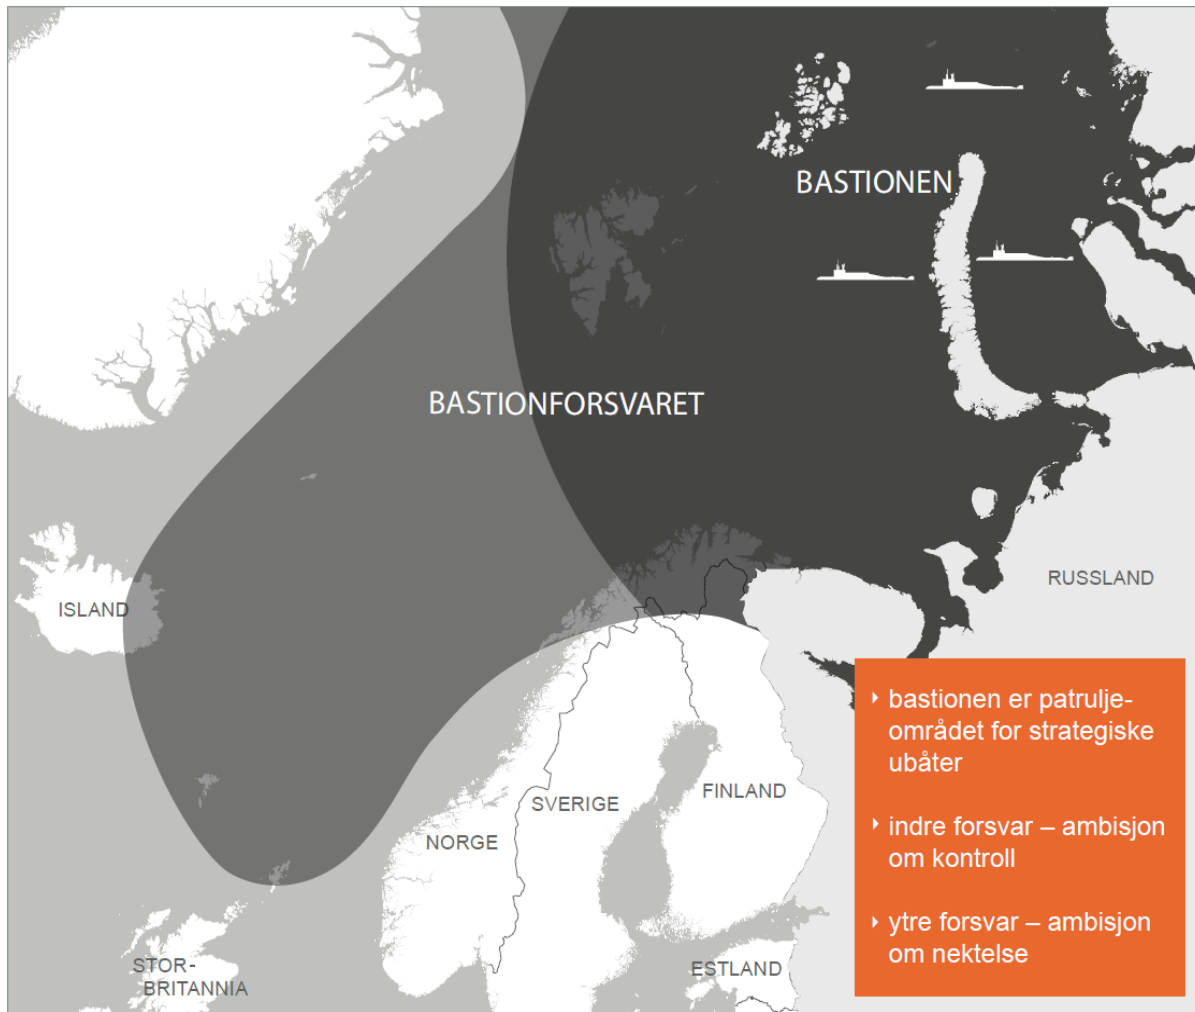 BASTIONEN
BASTIONFORSVARET
RUSSLAND
ISLAND
FINLAND
SVERIGE
NORGE
STOR-
BRITANNIA
ESTLAND
‣ bastionen er patrulje-
området for strategiske
ubåter
‣ indre forsvar – ambisjon
om kontroll
‣ ytre forsvar – ambisjon
om nektelse